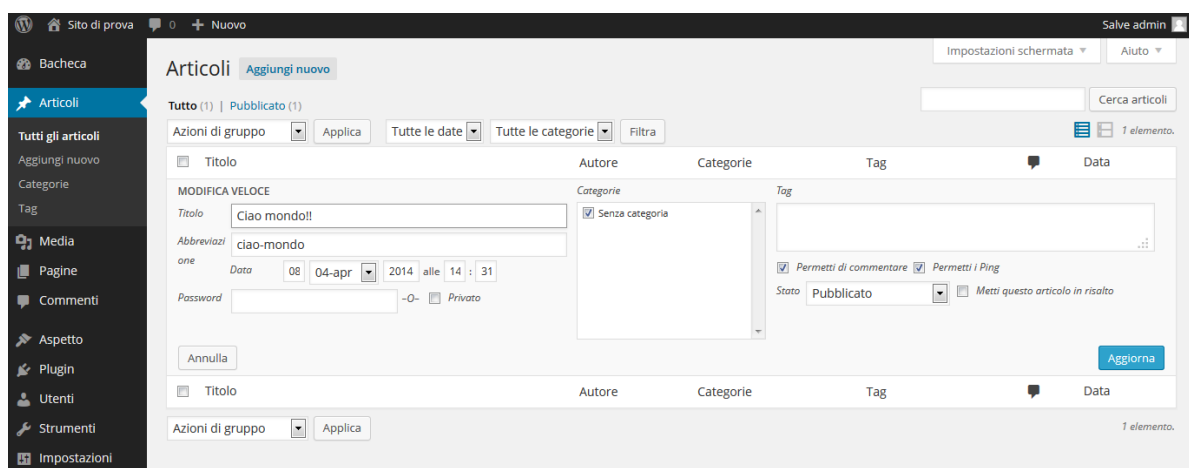 Sito di prova 0 + Nuovo Salve admin
Impostazioni schermata Aiuto
Bacheca
Articoli
Tutti gli articoli
Aggiungi nuovo
Categorie
Tag
Media
Pagine
Commenti
Aspetto
Plugin
Utenti
Strumenti
Impostazioni
Articoli Aggiungi nuovo
Tutto (1) | Pubblicato (1) Cerca articoli
Azioni di gruppo Applica Tutte le date Tutte le categorie Filtra 1 elemento.
Titolo Autore Categorie Tag Data
MODIFICA VELOCE Categorie Tag
Titolo Ciao mondo!! Senza categoria
Abbreviazi
one ciao-mondo
Data 08 04-apr 2014 alle 14 : 31 Permetti di commentare Permetti i Ping
Password –O– Privato Stato Pubblicato Metti questo articolo in risalto
Annulla Aggiorna
Titolo Autore Categorie Tag Data
Azioni di gruppo Applica 1 elemento.